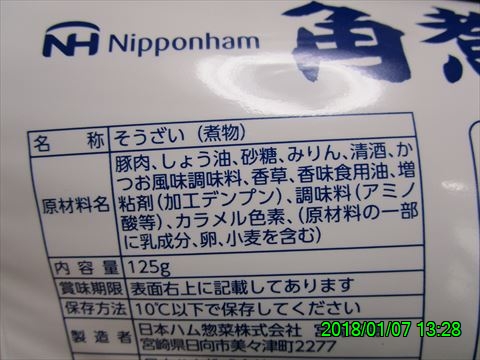 NH Nipponham
角煮
名 称 そうざい（煮物）
原材料名 豚肉、しょう油、砂糖、みりん、清酒、か
つお風味調味料、香草、香味食用油、増
粘剤（加工デンプン）、調味料（アミノ
酸等）、カラメル色素、（原材料の一部
に乳成分、卵、小麦を含む）
内 容 量 125g
賞味期限 表面右上に記載してあります
保存方法 10℃以下で保存してください
製 造 者 日本ハム惣菜株式会社 宮
宮崎県日向市美々津町2277
2018/01/07 13:28